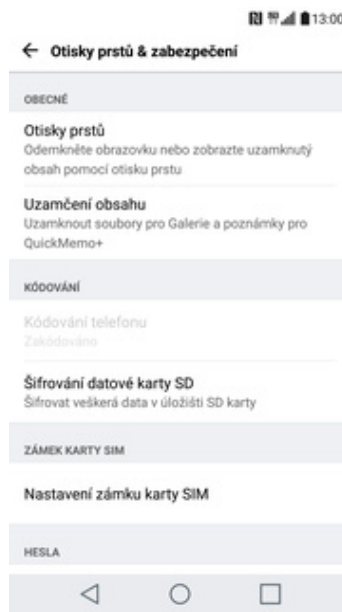 13:00
Otisky prstů & zabezpečení
OBECNÉ
Otisky prstů
Odemkněte obrazovku nebo zobrazte uzamknutý
obsah pomocí otisku prstu
Uzamčení obsahu
Uzamknout soubory pro Galerie a poznámky pro
QuickMemo+
KÓDOVÁNÍ
Kódování telefonu
Zakódováno
Šifrování datové karty SD
Šifrovat veškerá data v úložišti SD karty
ZÁMEK KARTY SIM
Nastavení zámku karty SIM
HESLA